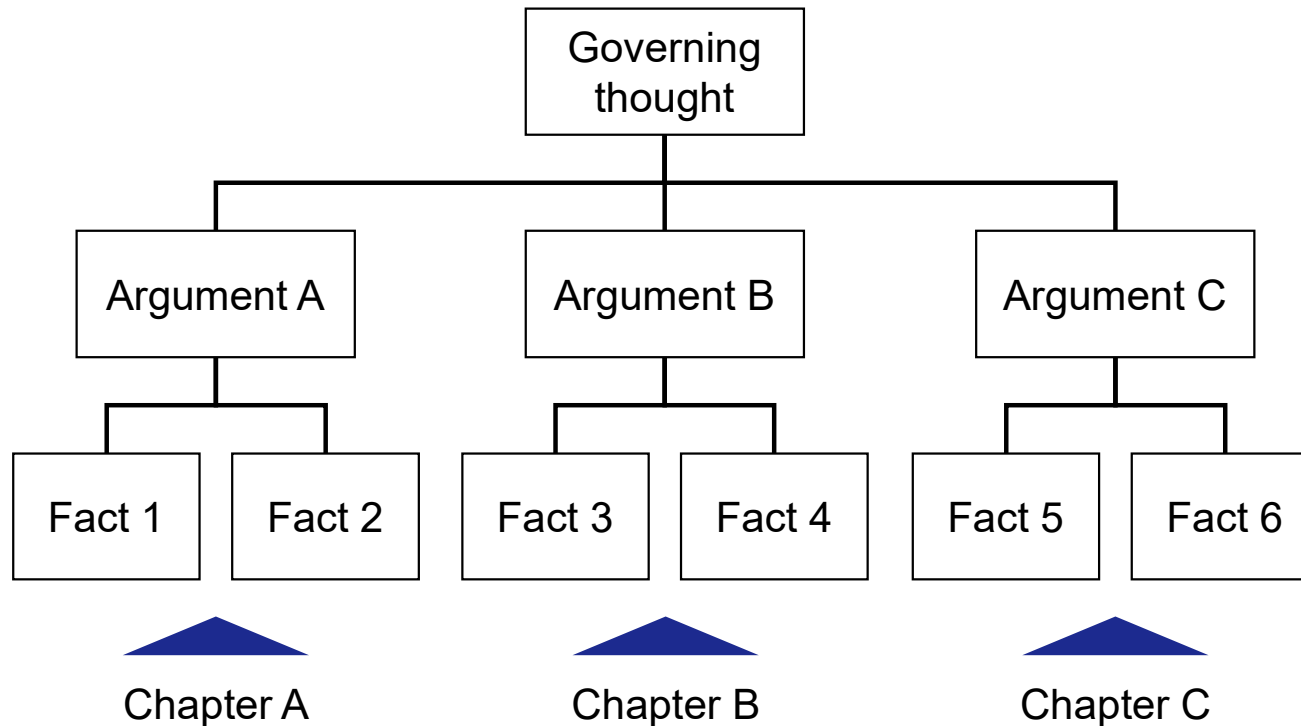 Governing
thought
Argument A
Argument B
Argument C
Fact 1
Fact 2
Fact 3
Fact 4
Fact 5
Fact 6
Chapter A
Chapter B
Chapter C